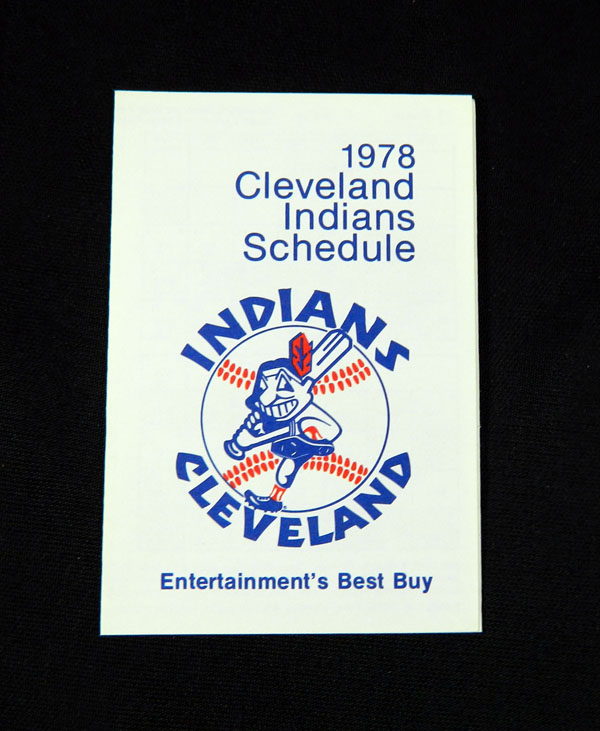 1978
Cleveland
Indians
Schedule
INDIANS
CLEVELAND
Entertainment's Best Buy